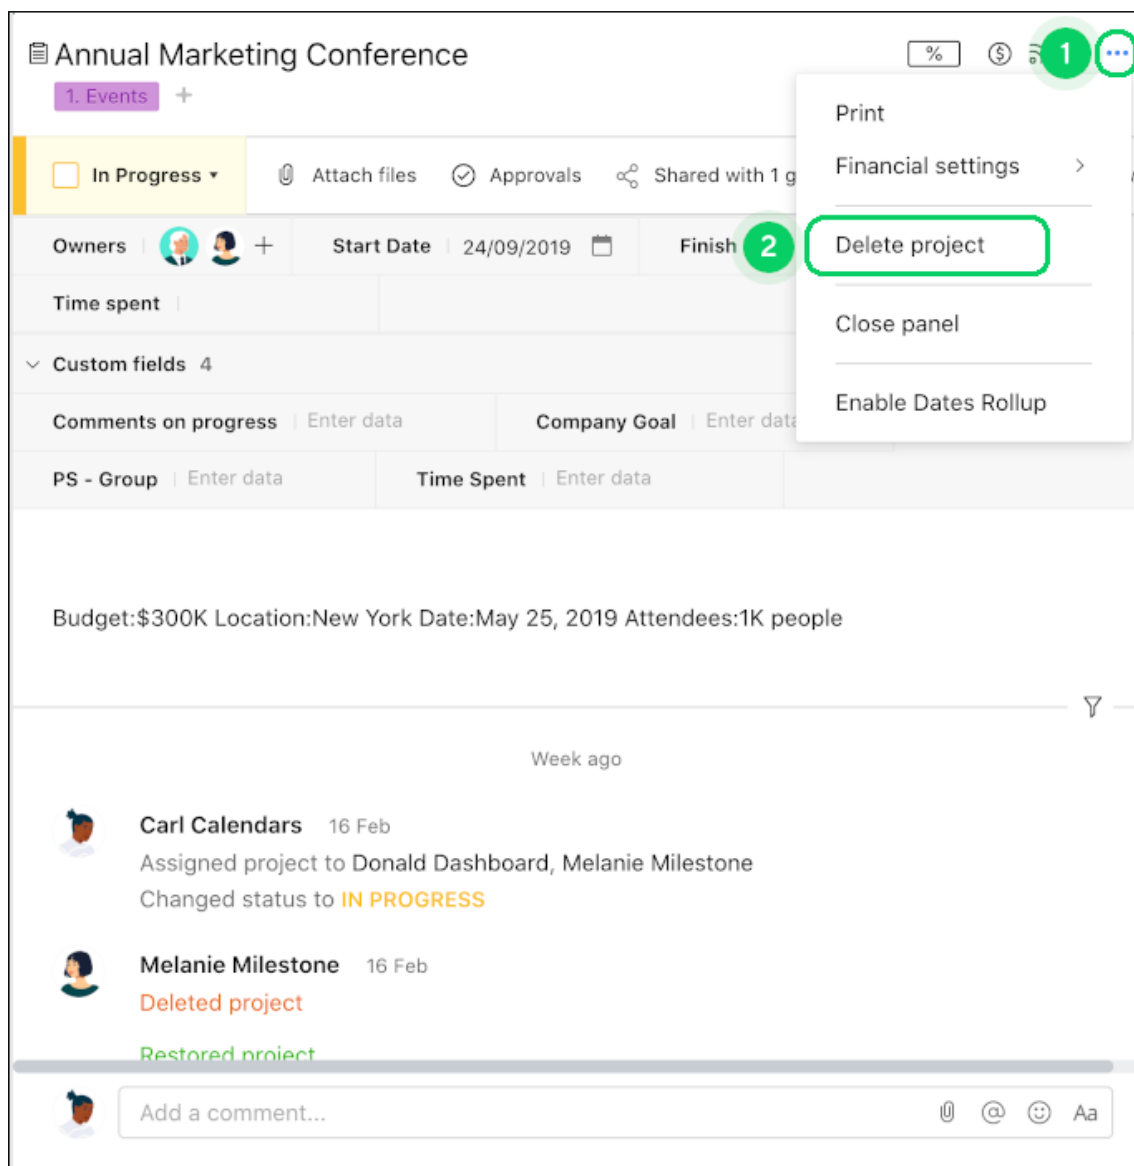 Annual Marketing Conference
%
$
1
1. Events
Print
Financial settings
In Progress
Attach files
Approvals
Shared with 1 g
Owners
Start Date
24/09/2019
Finish
2
Delete project
Time spent
Close panel
Custom fields 4
Enable Dates Rollup
Comments on progress
Enter data
Company Goal
Enter data
PS - Group
Enter data
Time Spent
Enter data
Budget:$300K Location:New York Date:May 25, 2019 Attendees:1K people
Week ago
Carl Calendars 16 Feb
Assigned project to Donald Dashboard, Melanie Milestone
Changed status to IN PROGRESS
Melanie Milestone 16 Feb
Deleted project
Restored project
Add a comment...
@
Aa